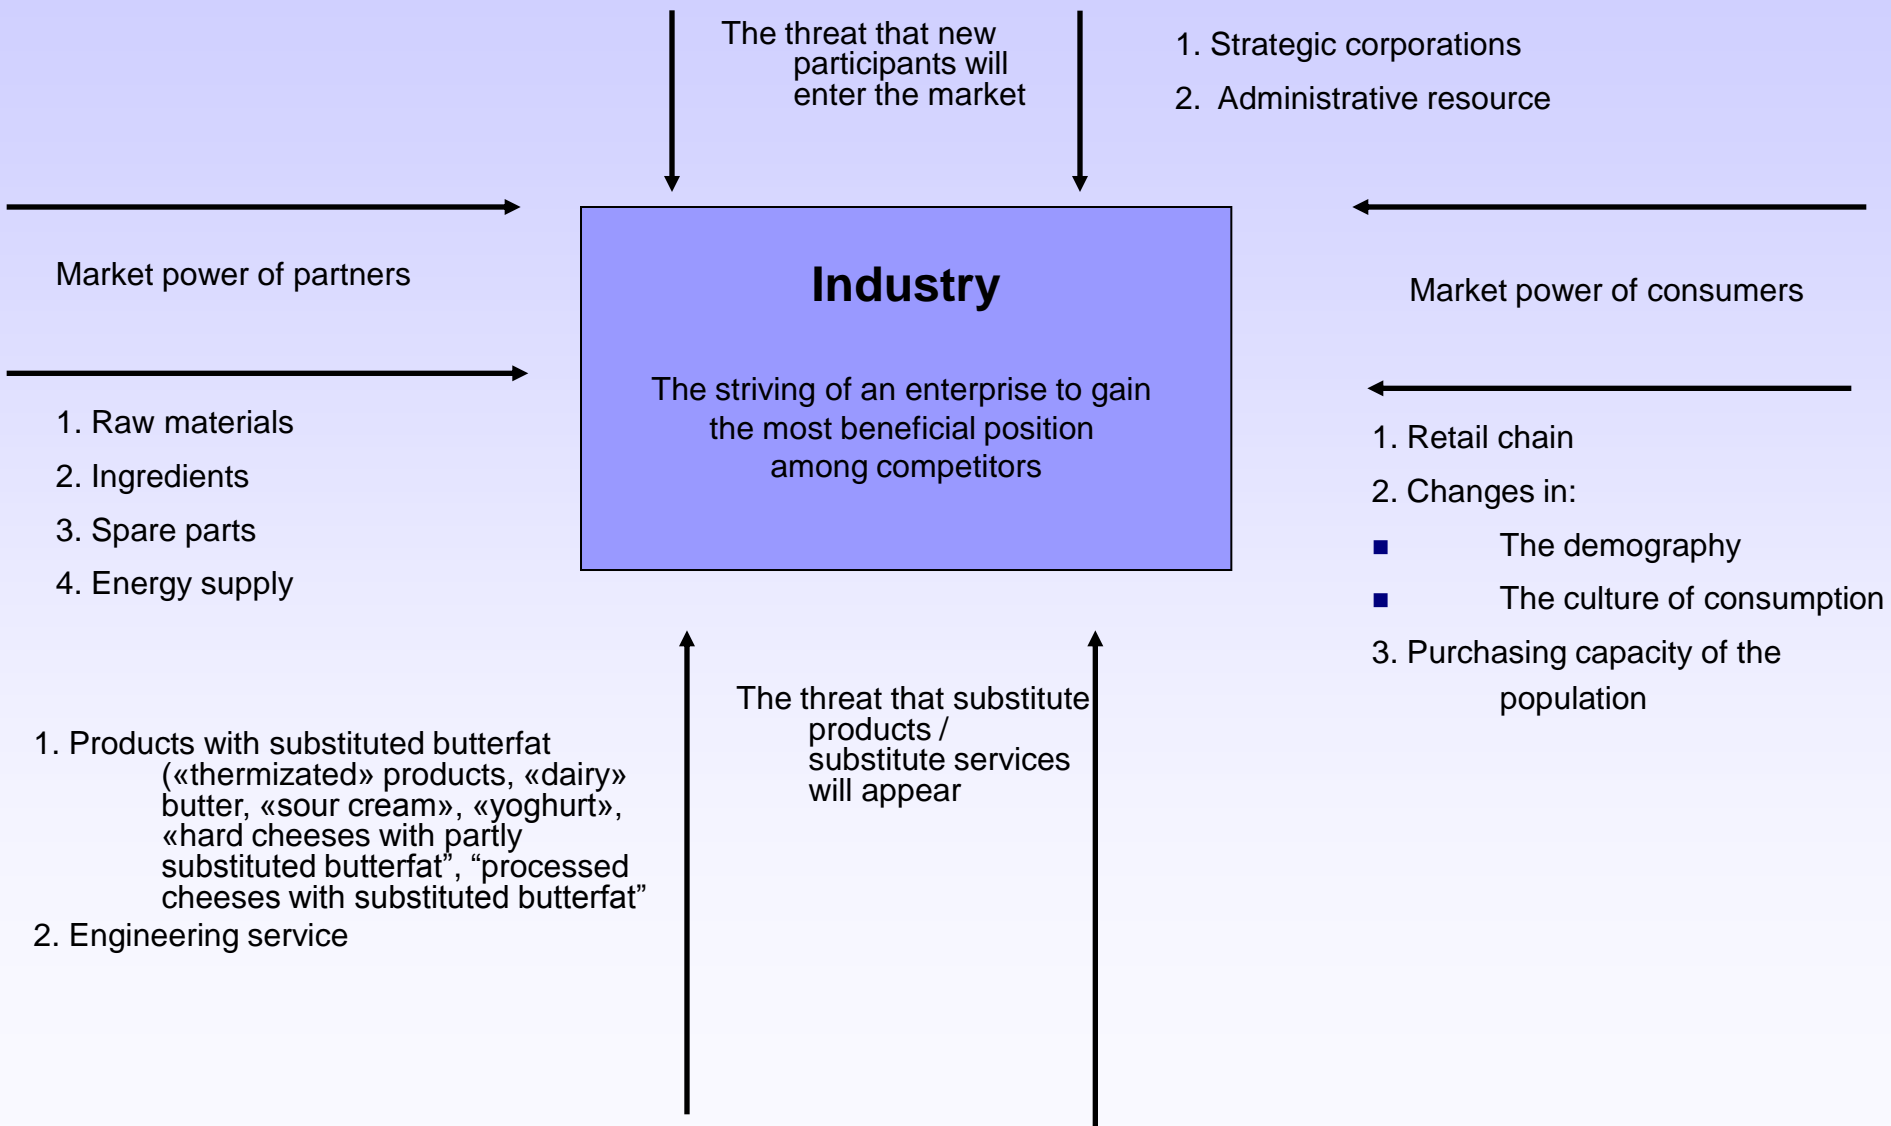 The threat that new
participants will
enter the market
1. Strategic corporations
2. Administrative resource
Market power of partners
1. Raw materials
2. Ingredients
3. Spare parts
4. Energy supply
Industry
The striving of an enterprise to gain
the most beneficial position
among competitors
Market power of consumers
1. Retail chain
2. Changes in:
■ The demography
■ The culture of consumption
3. Purchasing capacity of the
population
1. Products with substituted butterfat
(«thermizated» products, «dairy»
butter, «sour cream», «yoghurt»,
«hard cheeses with partly
substituted butterfat”, “processed
cheeses with substituted butterfat”
2. Engineering service
The threat that substitute
products /
substitute services
will appear